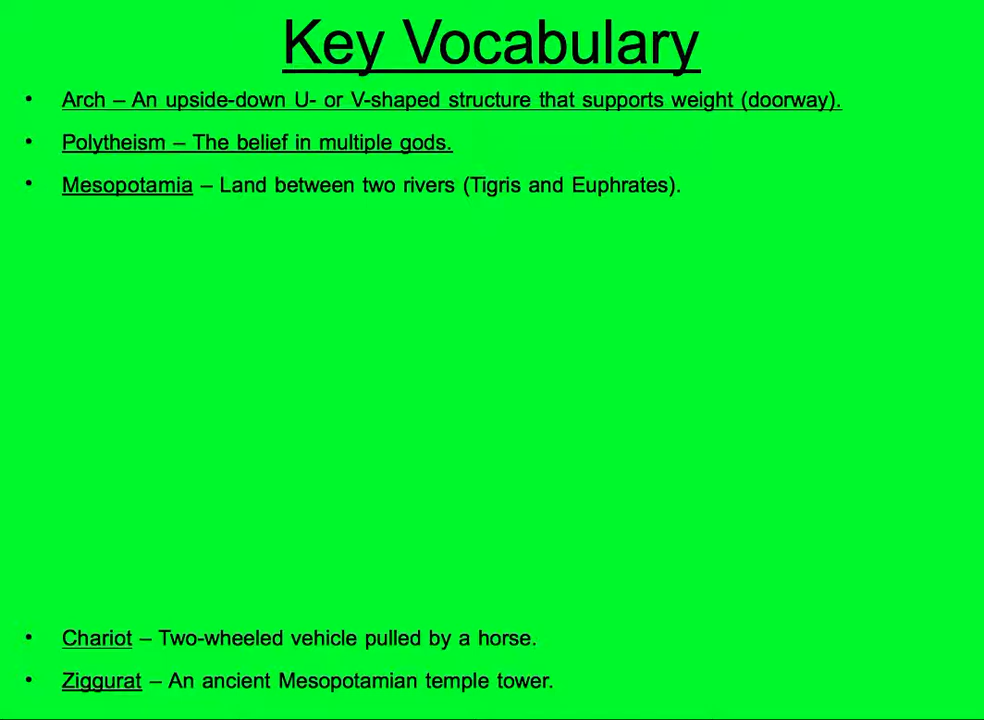 Key Vocabulary
• Arch – An upside-down U- or V-shaped structure that supports weight (doorway).
• Polytheism – The belief in multiple gods.
• Mesopotamia – Land between two rivers (Tigris and Euphrates).
• Chariot – Two-wheeled vehicle pulled by a horse.
• Ziggurat – An ancient Mesopotamian temple tower.